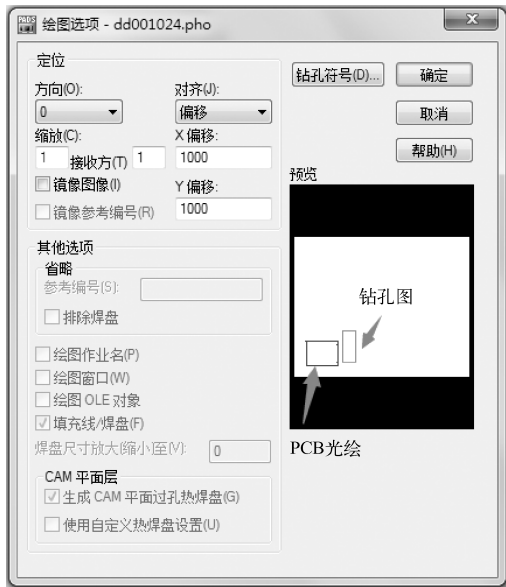 PADS
绘图选项 - dd001024.pho
定位
方向(O):
0
对齐(J):
偏移
缩放(C):
1 接收方(T) 1
X 偏移:
1000
镜像图像(I)
镜像参考编号(R)
Y 偏移:
1000
其他选项
省略
参考编号(S):
排除焊盘
绘图作业名(P)
绘图窗口(W)
绘图 OLE 对象
填充线/焊盘(F)
焊盘尺寸放大(缩小)至(V): 0
CAM 平面层
生成 CAM 平面过孔热焊盘(G)
使用自定义热焊盘设置(U)
钻孔符号(D)...
确定
取消
帮助(H)
预览
钻孔图
PCB光绘